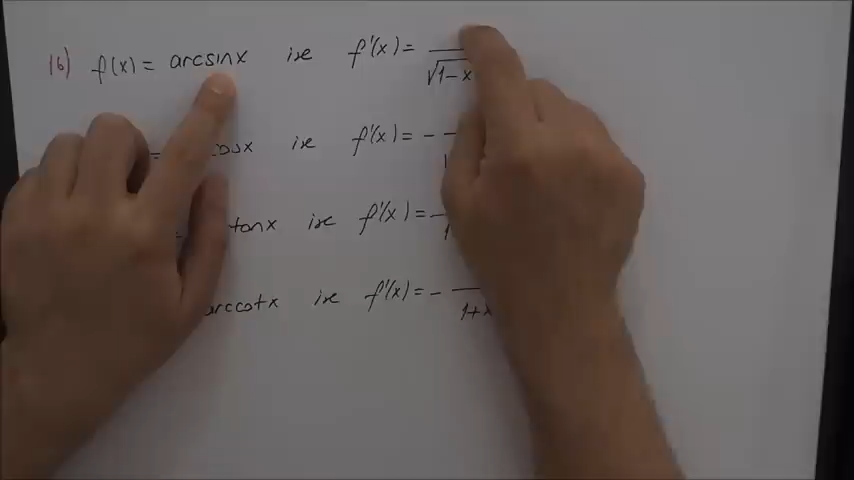 16) f(x) = arcsinx ise f'(x) = √1-x
= cosx ise f'(x) = -
tanx ise f'(x) =
arccotx ise f'(x) = - 1+x